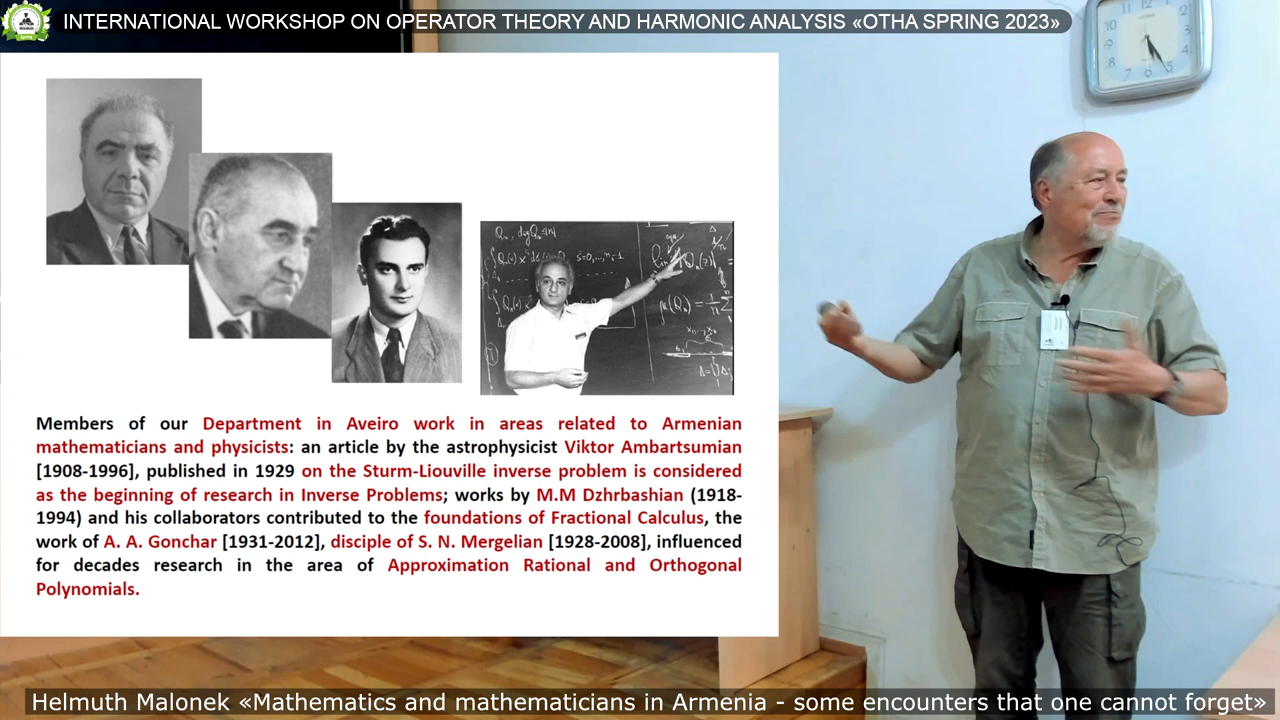 INTERNATIONAL WORKSHOP ON OPERATOR THEORY AND HARMONIC ANALYSIS «OTHA SPRING 2023»
Members of our Department in Aveiro work in areas related to Armenian
mathematicians and physicists: an article by the astrophysicist Viktor Ambartsumian
[1908-1996], published in 1929 on the Sturm-Liouville inverse problem is considered
as the beginning of research in Inverse Problems; works by M.M Dzhrbashian (1918-
1994) and his collaborators contributed to the foundations of Fractional Calculus, the
work of A. A. Gonchar [1931-2012], disciple of S. N. Mergelian [1928-2008], influenced
for decades research in the area of Approximation Rational and Orthogonal
Polynomials.
Helmuth Malonek «Mathematics and mathematicians in Armenia - some encounters that one cannot forget»